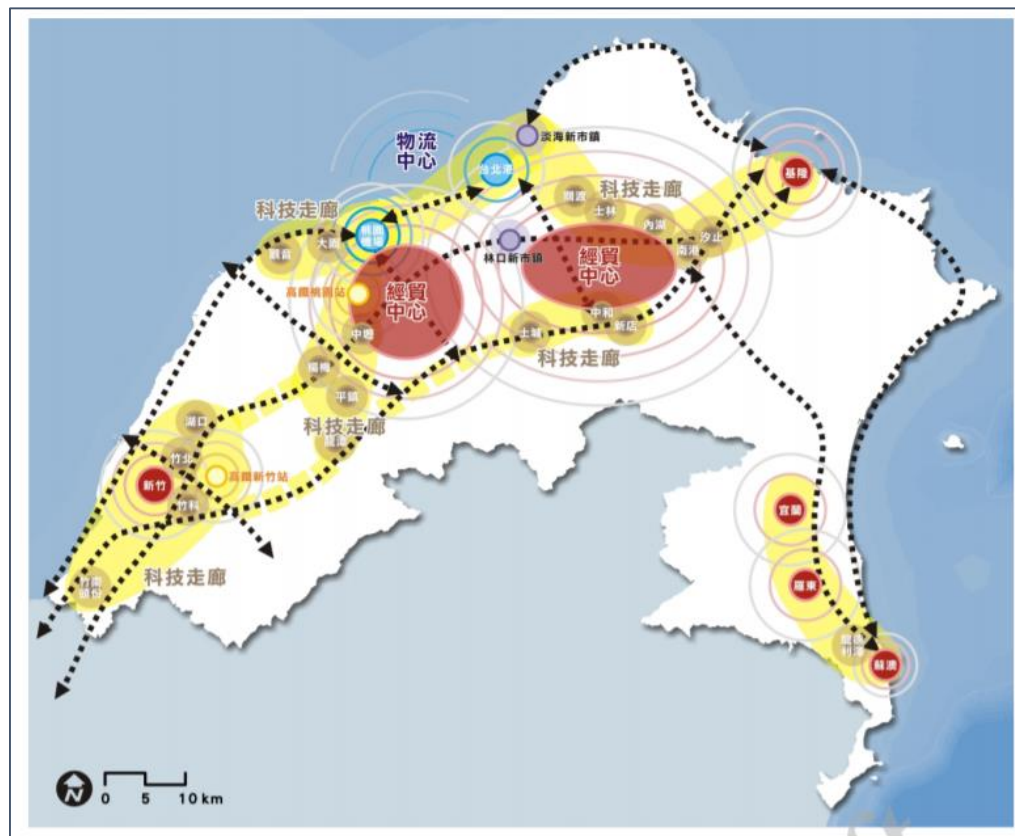 淡海新市鎮
物流
中心
台北港
基隆
科技走廊
關渡
士林
內湖
汐止
南港
科技走廊
觀音
大園
桃園
機場
林口新市鎮
經貿
中心
經貿
中心
高鐵桃園站
中壢
中和
新店
土城
科技走廊
楊梅
平鎮
科技走廊
龍潭
湖口
竹北
高鐵新竹站
新竹
竹科
宜蘭
科技走廊
竹南
頭份
羅東
蘇澳
N
0 5 10 km